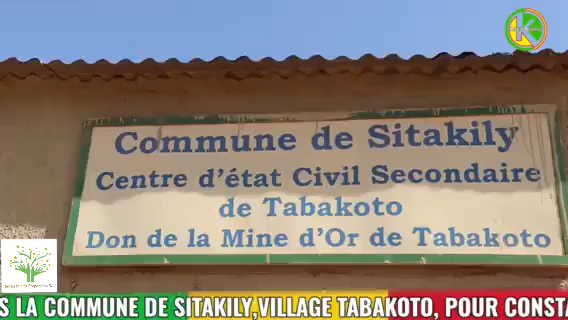 K
Commune de Sitakily
Centre d'état Civil Secondaire
de Tabakoto
Don de la Mine d'Or de Tabakoto
S LA COMMUNE DE SITAKILY,VILLAGE TABAKOTO, POUR CONSTA